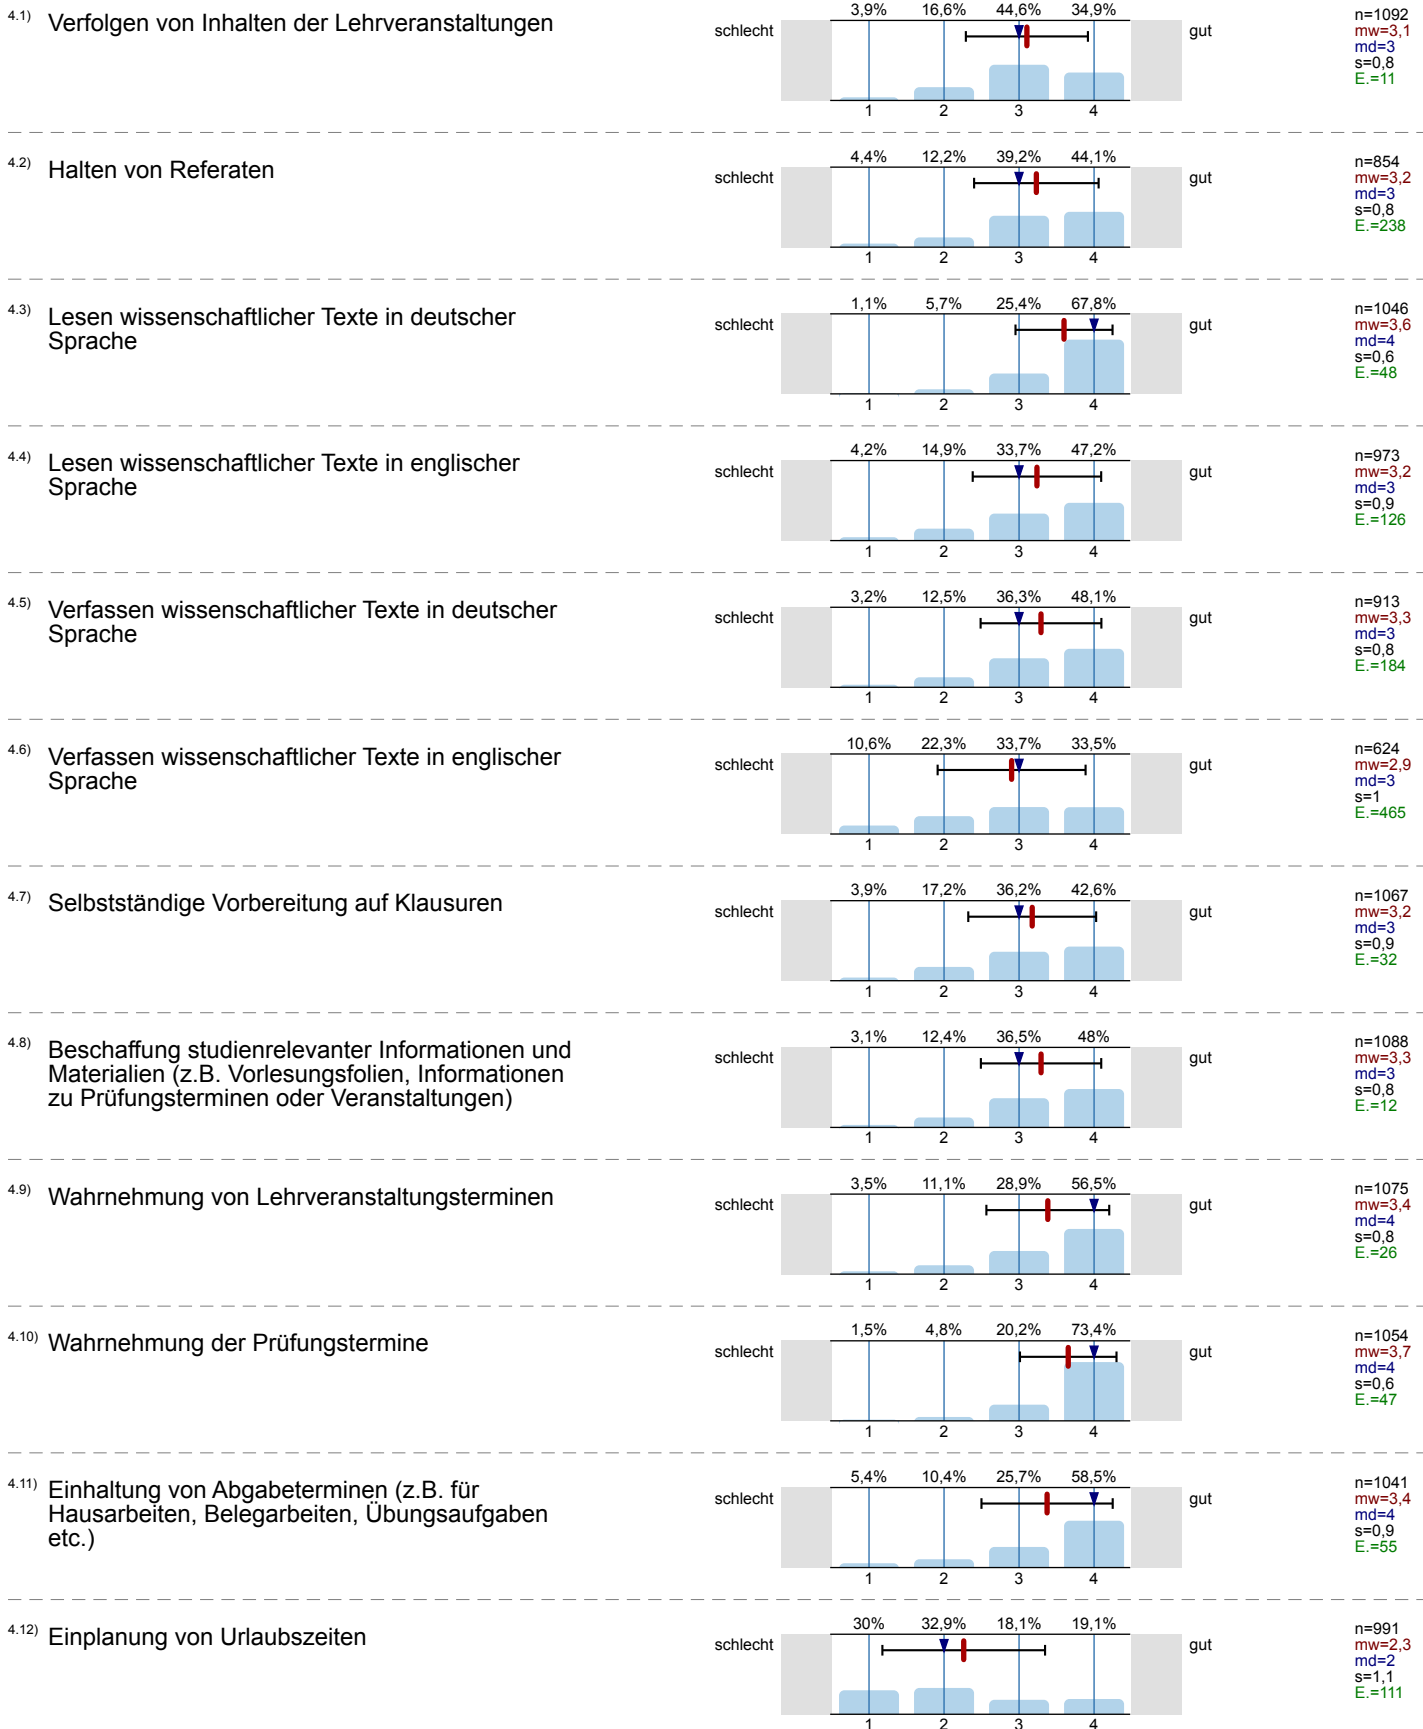 4.1) Verfolgen von Inhalten der Lehrveranstaltungen
3,9% 16,6% 44,6% 34,9%
schlecht gut
1 2 3 4
n=1092
mw=3,1
md=3
s=0,8
E.=11
4.2) Halten von Referaten
4,4% 12,2% 39,2% 44,1%
schlecht gut
1 2 3 4
n=854
mw=3,2
md=3
s=0,8
E.=238
4.3) Lesen wissenschaftlicher Texte in deutscher
Sprache
1,1% 5,7% 25,4% 67,8%
schlecht gut
1 2 3 4
n=1046
mw=3,6
md=4
s=0,6
E.=48
4.4) Lesen wissenschaftlicher Texte in englischer
Sprache
4,2% 14,9% 33,7% 47,2%
schlecht gut
1 2 3 4
n=973
mw=3,2
md=3
s=0,9
E.=126
4.5) Verfassen wissenschaftlicher Texte in deutscher
Sprache
3,2% 12,5% 36,3% 48,1%
schlecht gut
1 2 3 4
n=913
mw=3,3
md=3
s=0,8
E.=184
4.6) Verfassen wissenschaftlicher Texte in englischer
Sprache
10,6% 22,3% 33,7% 33,5%
schlecht gut
1 2 3 4
n=624
mw=2,9
md=3
s=1
E.=465
4.7) Selbstständige Vorbereitung auf Klausuren
3,9% 17,2% 36,2% 42,6%
schlecht gut
1 2 3 4
n=1067
mw=3,2
md=3
s=0,9
E.=32
4.8) Beschaffung studienrelevanter Informationen und
Materialien (z.B. Vorlesungsfolien, Informationen
zu Prüfungsterminen oder Veranstaltungen)
3,1% 12,4% 36,5% 48%
schlecht gut
1 2 3 4
n=1088
mw=3,3
md=3
s=0,8
E.=12
4.9) Wahrnehmung von Lehrveranstaltungsterminen
3,5% 11,1% 28,9% 56,5%
schlecht gut
1 2 3 4
n=1075
mw=3,4
md=4
s=0,8
E.=26
4.10) Wahrnehmung der Prüfungstermine
1,5% 4,8% 20,2% 73,4%
schlecht gut
1 2 3 4
n=1054
mw=3,7
md=4
s=0,6
E.=47
4.11) Einhaltung von Abgabeterminen (z.B. für
Hausarbeiten, Belegarbeiten, Übungsaufgaben
etc.)
5,4% 10,4% 25,7% 58,5%
schlecht gut
1 2 3 4
n=1041
mw=3,4
md=4
s=0,9
E.=55
4.12) Einplanung von Urlaubszeiten
30% 32,9% 18,1% 19,1%
schlecht gut
1 2 3 4
n=991
mw=2,3
md=2
s=1,1
E.=111